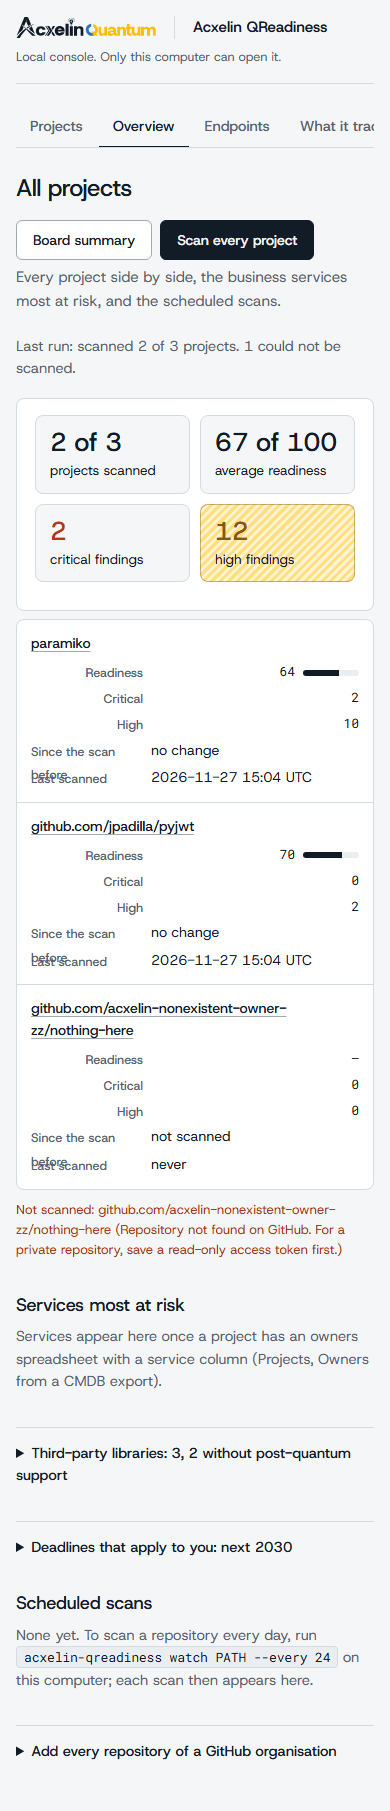 Acxelin Quantum
Acxelin QReadiness
Local console. Only this computer can open it.
Projects
Overview
Endpoints
What it trac
All projects
Board summary
Scan every project
Every project side by side, the business services
most at risk, and the scheduled scans.
Last run: scanned 2 of 3 projects. 1 could not be
scanned.
2 of 3
projects scanned
67 of 100
average readiness
2
critical findings
12
high findings
paramiko
Readiness 64
Critical 2
High 10
Since the scan
before
no change
Last scanned 2026-11-27 15:04 UTC
github.com/jpadilla/pyjwt
Readiness 70
Critical 0
High 2
Since the scan
before
no change
Last scanned 2026-11-27 15:04 UTC
github.com/acxelin-nonexistent-owner-
zz/nothing-here
Readiness –
Critical 0
High 0
Since the scan
before
not scanned
Last scanned never
Not scanned: github.com/acxelin-nonexistent-owner-
zz/nothing-here (Repository not found on GitHub. For a
private repository, save a read-only access token first.)
Services most at risk
Services appear here once a project has an owners
spreadsheet with a service column (Projects, Owners
from a CMDB export).
Third-party libraries: 3, 2 without post-quantum
support
Deadlines that apply to you: next 2030
Scheduled scans
None yet. To scan a repository every day, run
acxelin-qreadiness watch PATH --every 24 on
this computer; each scan then appears here.
Add every repository of a GitHub organisation